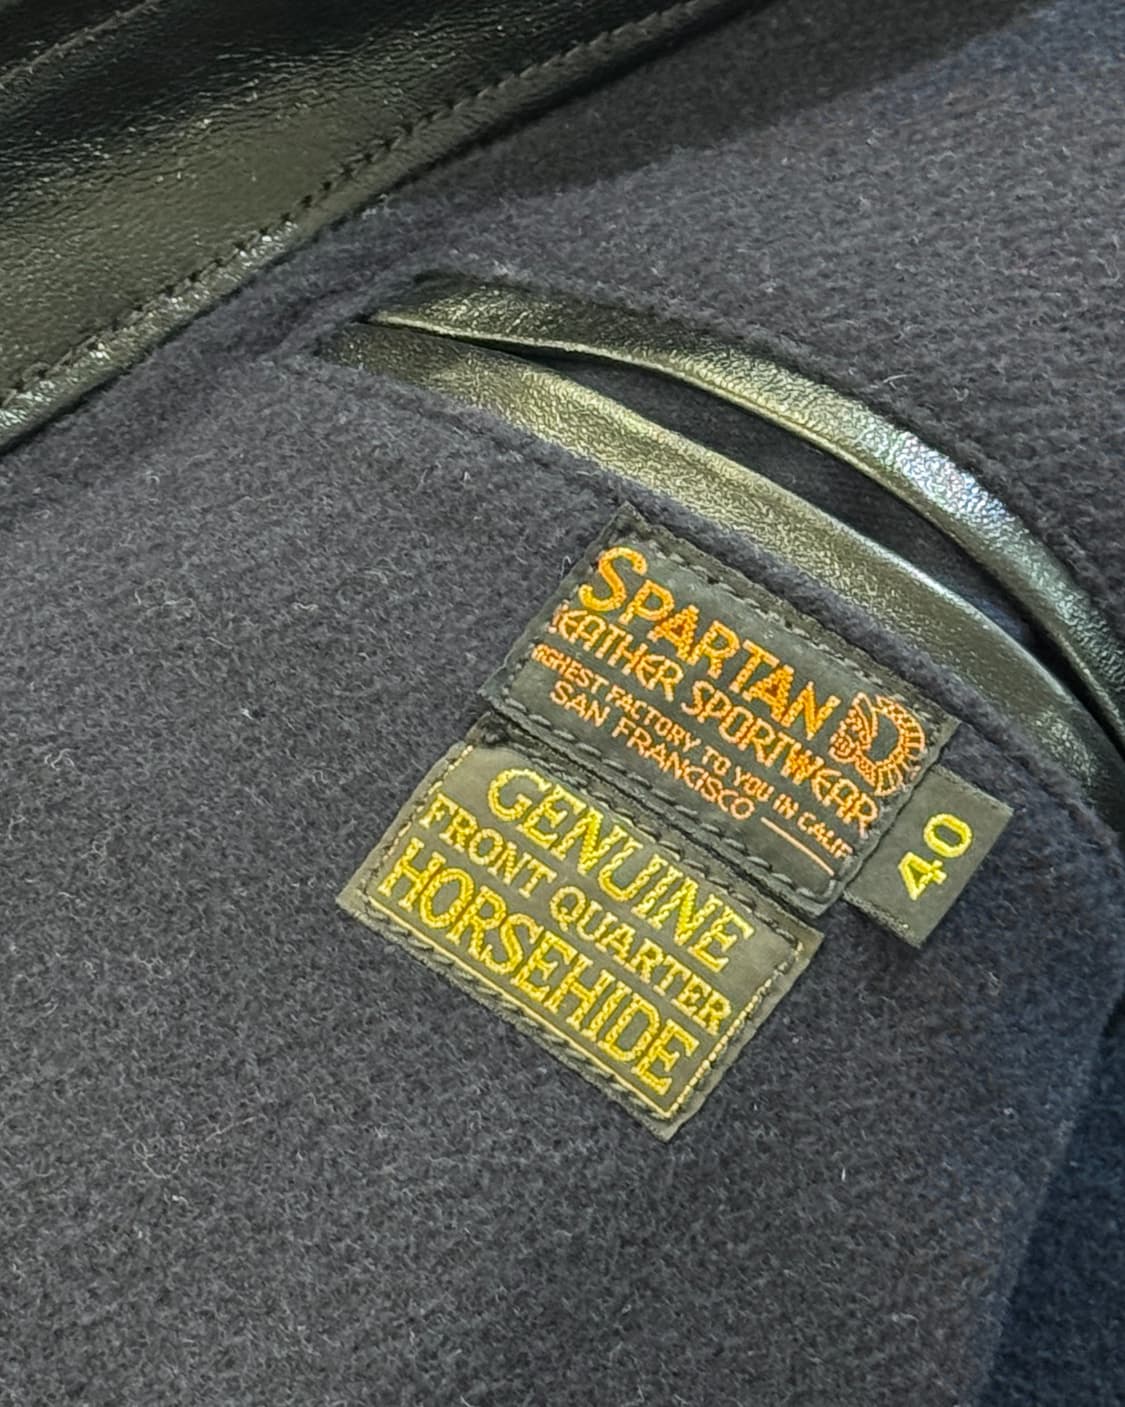 SPARTAN
LEATHER SPORTWEAR
HIGHEST FACTORY TO YOU IN CALIF
SAN FRANCISCO
40
GENUINE
FRONT QUARTER
HORSEHIDE